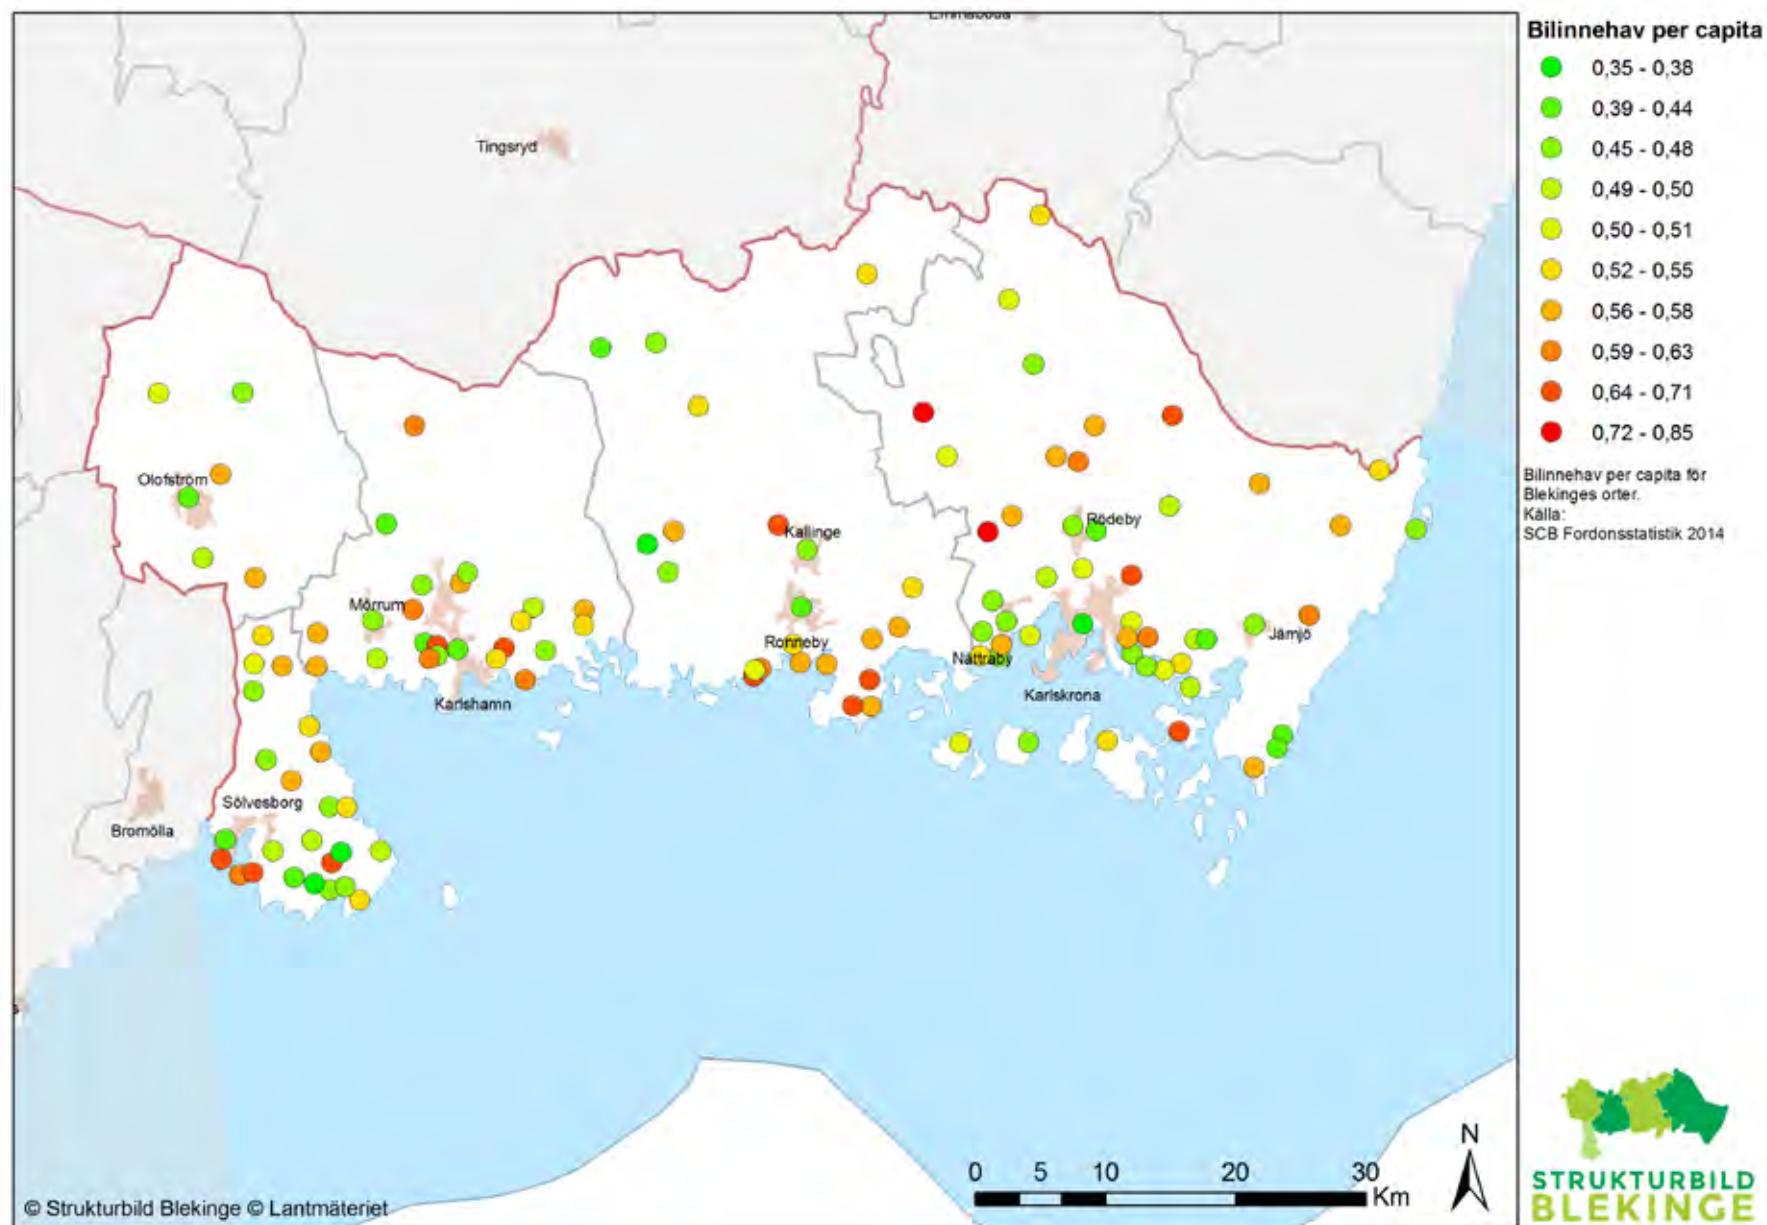 Emmaboda
Tingsryd
Olofström
Kallinge
Rödeby
Mörrum
Ronneby
Jämjö
Nättraby
Karlskrona
Karlshamn
Sölvesborg
Bromölla
Bilinnehav per capita
0,35 - 0,38
0,39 - 0,44
0,45 - 0,48
0,49 - 0,50
0,50 - 0,51
0,52 - 0,55
0,56 - 0,58
0,59 - 0,63
0,64 - 0,71
0,72 - 0,85
Bilinnehav per capita för
Blekinges orter.
Källa:
SCB Fordonsstatistik 2014
s
N
0 5 10 20 30
Km
© Strukturbild Blekinge © Lantmäteriet
STRUKTURBILD
BLEKINGE